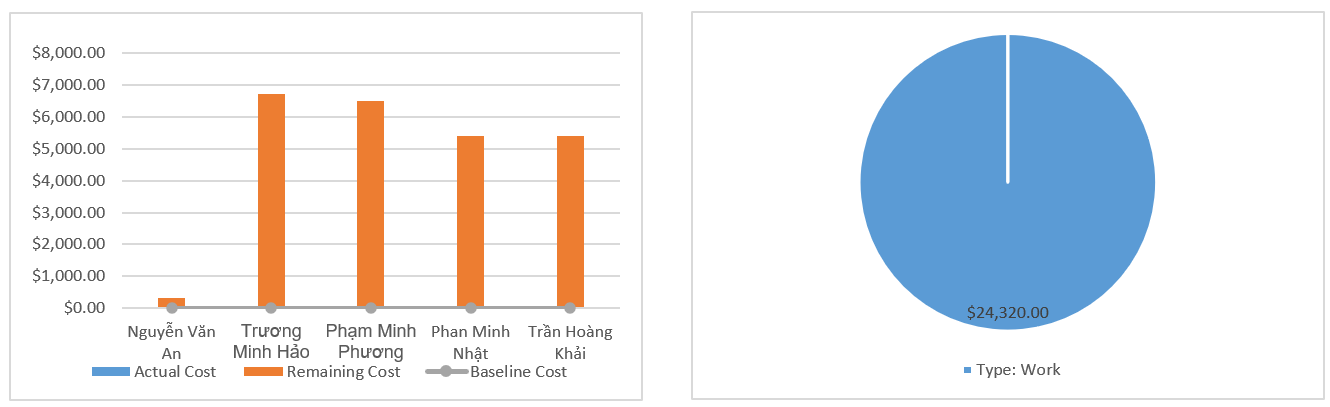 $8,000.00
$7,000.00
$6,000.00
$5,000.00
$4,000.00
$3,000.00
$2,000.00
$1,000.00
$0.00
Nguyễn Văn
An
Trương
Minh Hảo
Phạm Minh
Phương
Phan Minh
Nhật
Trần Hoàng
Khải
Actual Cost
Remaining Cost
Baseline Cost
$24,320.00
Type: Work